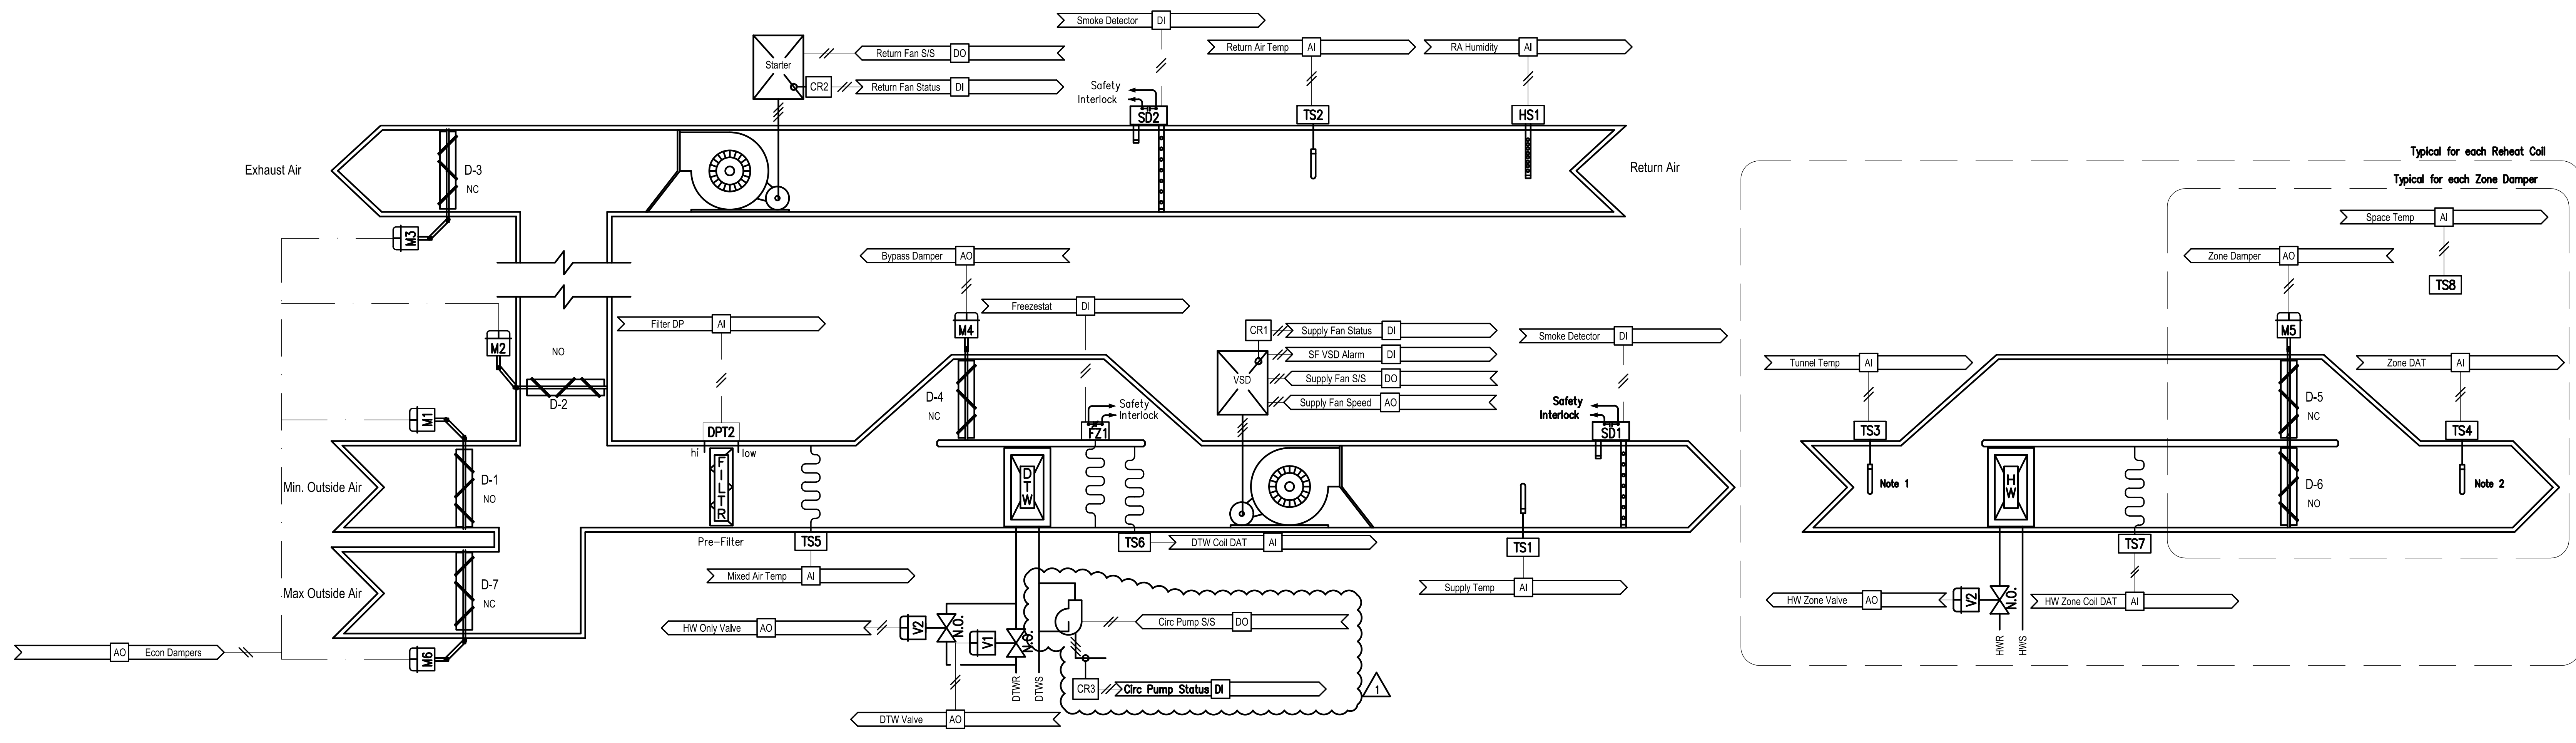 Smoke Detector DI
Return Fan S/S DO
Return Air Temp AI
RA Humidity AI
Starter
CR2
Return Fan Status DI
Safety
Interlock
SD2
TS2
HS1
Exhaust Air
D-3
NC
Return Air
M3
Typical for each Reheat Coil
Typical for each Zone Damper
Space Temp AI
Bypass Damper AO
Zone Damper AO
TS8
Freezestat DI
Filter DP AI
M4
CR1
Supply Fan Status DI
Smoke Detector DI
M5
M2
NO
SF VSD Alarm DI
VSD
Supply Fan S/S DO
Supply Fan Speed AO
Tunnel Temp AI
Zone DAT AI
D-2
D-4
NC
Safety
Interlock
Safety
Interlock
D-5
NC
M1
DPT2
hi
low
FZ1
SD1
TS3
TS4
Min. Outside Air
D-1
NO
FILTR
DTW
HW
Note 1
D-6
NO
Note 2
Pre-Filter
TS5
TS6
DTW Coil DAT AI
TS1
TS7
Mixed Air Temp AI
Supply Temp AI
Max Outside Air
D-7
NC
HW Zone Valve AO
V2
N.O.
HW Zone Coil DAT AI
HW Only Valve AO
V2
N.O.
V1
N.O.
Circ Pump S/S DO
HWR
HWS
AO Econ Dampers
M6
DTWR
DTWS
CR3
Circ Pump Status DI
1
DTW Valve AO